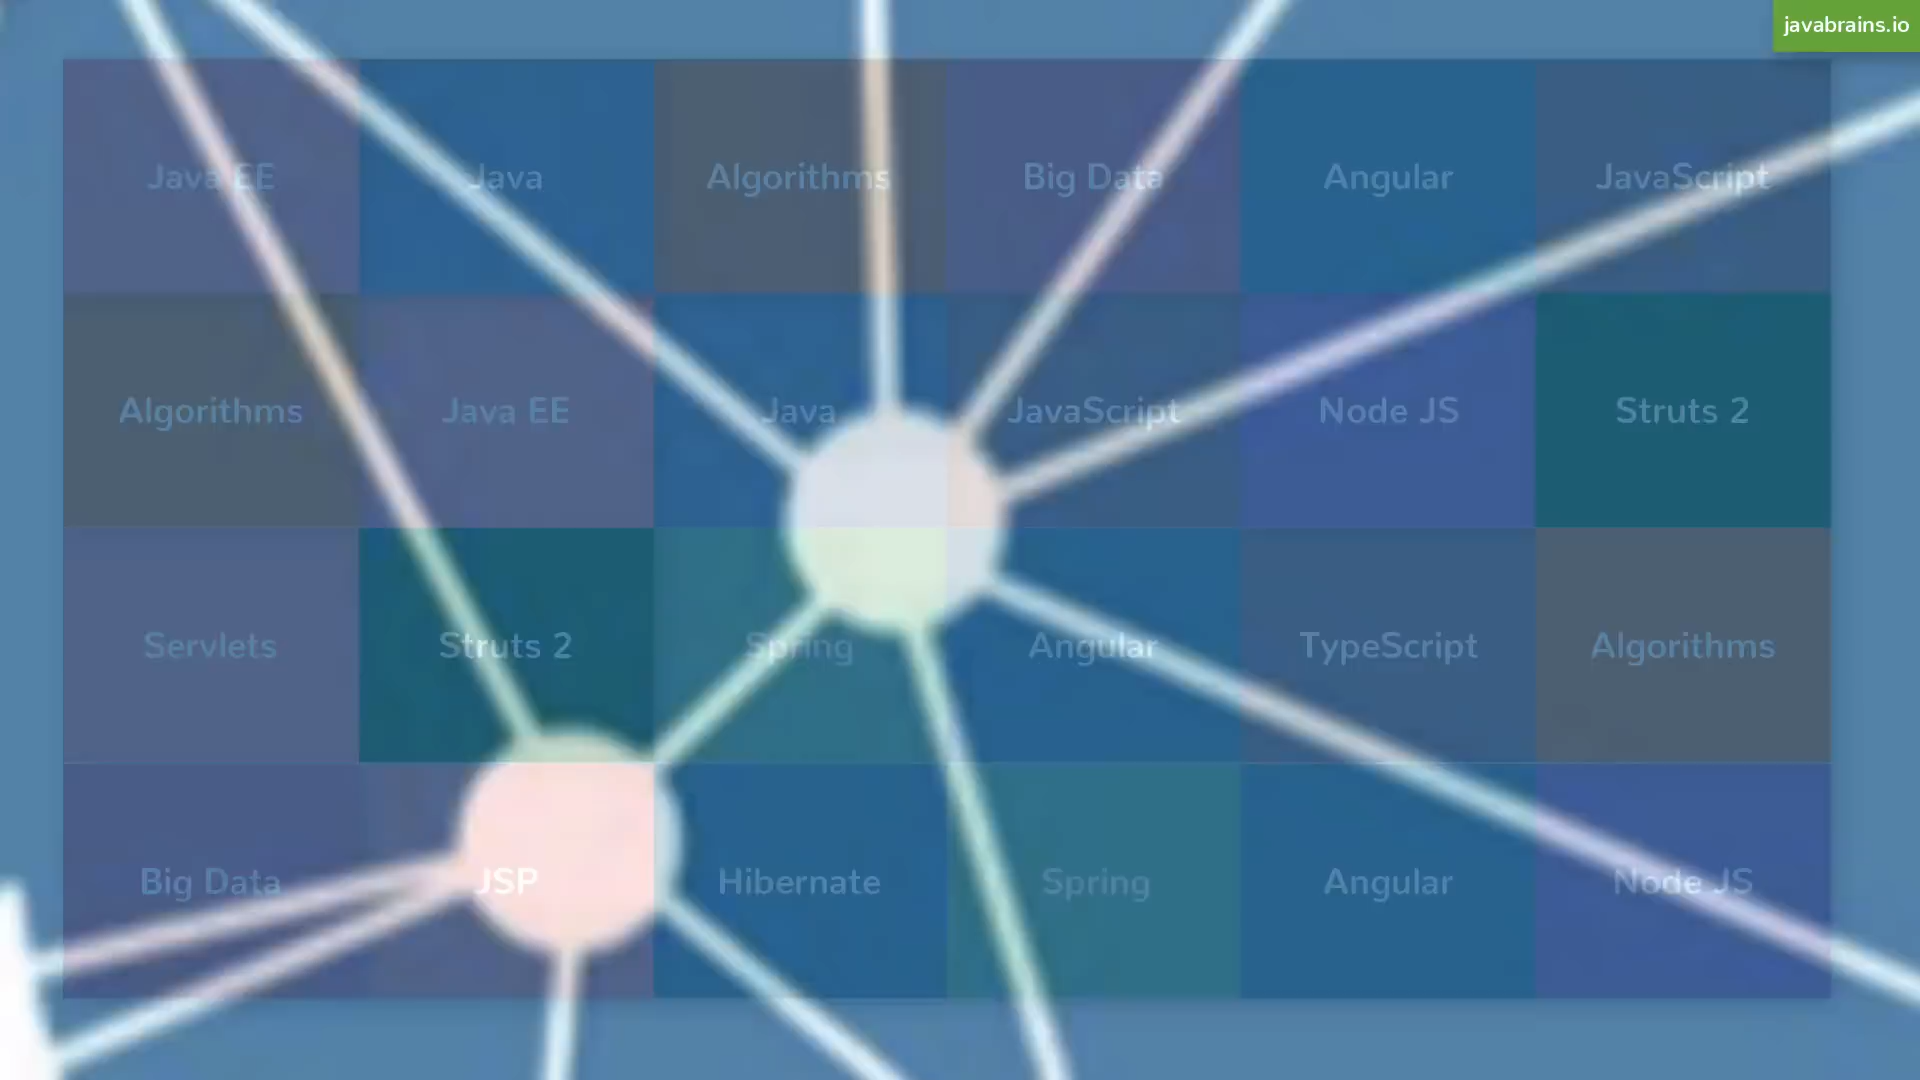 javabrains.io
Java EE Java Algorithms Big Data Angular JavaScript
Algorithms Java EE Java JavaScript Node JS Struts 2
Servlets Struts 2 Spring Angular TypeScript Algorithms
Big Data JSP Hibernate Spring Angular Node JS